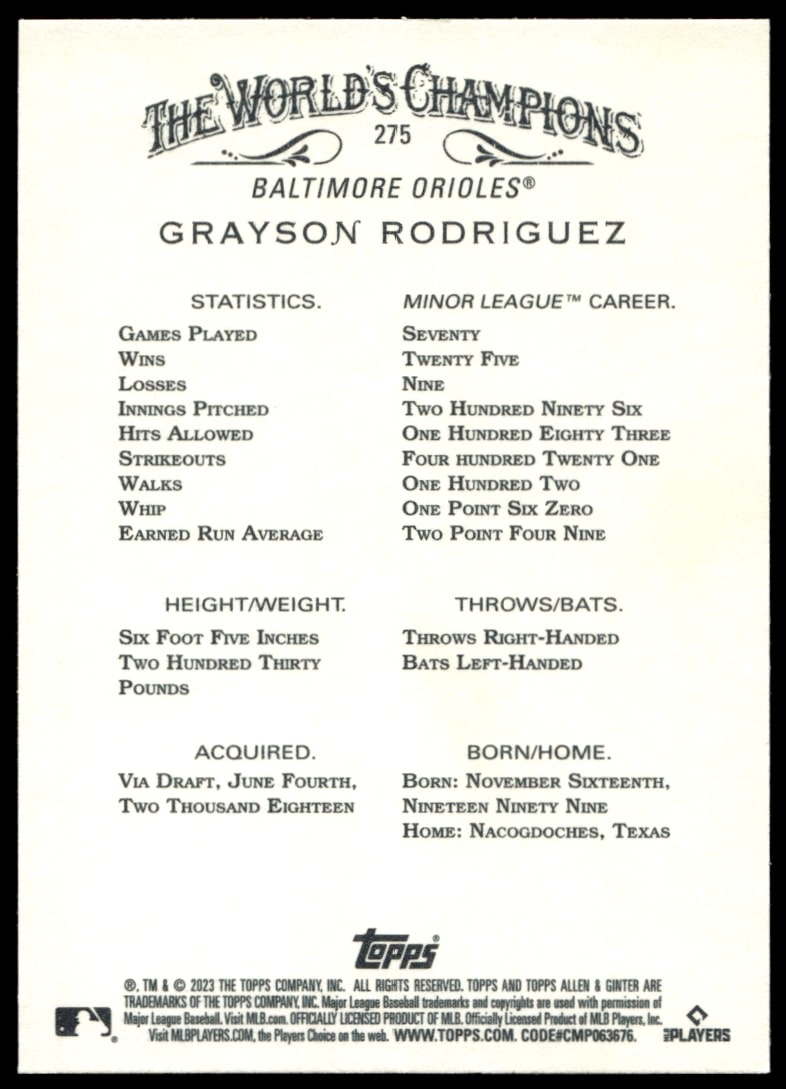 THE WORLD'S CHAMPIONS
275
BALTIMORE ORIOLES®
GRAYSON RODRIGUEZ
STATISTICS. MINOR LEAGUE™ CAREER.
GAMES PLAYED SEVENTY
WINS TWENTY FIVE
LOSSES NINE
INNINGS PITCHED TWO HUNDRED NINETY SIX
HITS ALLOWED ONE HUNDRED EIGHTY THREE
STRIKEOUTS FOUR HUNDRED TWENTY ONE
WALKS ONE HUNDRED TWO
WHIP ONE POINT SIX ZERO
EARNED RUN AVERAGE TWO POINT FOUR NINE
HEIGHT/WEIGHT. THROWS/BATS.
SIX FOOT FIVE INCHES THROWS RIGHT-HANDED
TWO HUNDRED THIRTY BATS LEFT-HANDED
POUNDS
ACQUIRED. BORN/HOME.
VIA DRAFT, JUNE FOURTH, BORN: NOVEMBER SIXTEENTH,
TWO THOUSAND EIGHTEEN NINETEEN NINETY NINE
HOME: NACOGDOCHES, TEXAS
topps®
®, TM & © 2023 THE TOPPS COMPANY, INC. ALL RIGHTS RESERVED. TOPPS AND TOPPS ALLEN & GINTER ARE
TRADEMARKS OF THE TOPPS COMPANY, INC. Major League Baseball trademarks and copyrights are used with permission of
Major League Baseball. Visit MLB.com. OFFICIALLY LICENSED PRODUCT OF MLB. Officially Licensed Product of MLB Players, Inc.
Visit MLBPLAYERS.COM, the Players Choice on the web. WWW.TOPPS.COM. CODE#CMP063676.
MLB PLAYERS